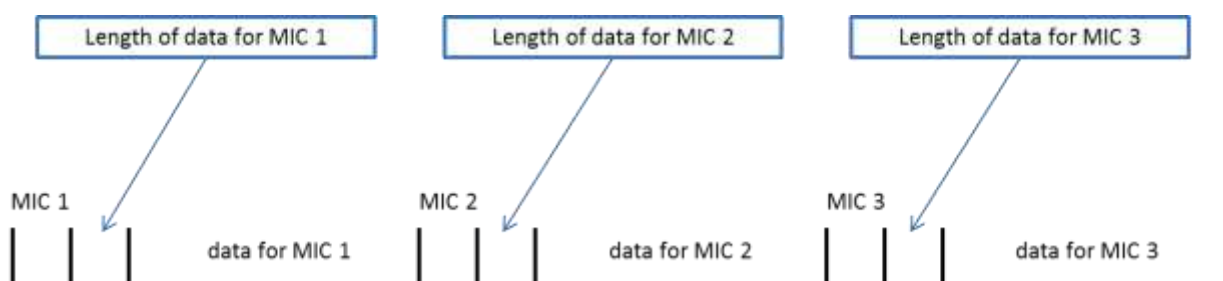 Length of data for MIC 1
Length of data for MIC 2
Length of data for MIC 3
MIC 1
MIC 2
MIC 3
data for MIC 1
data for MIC 2
data for MIC 3